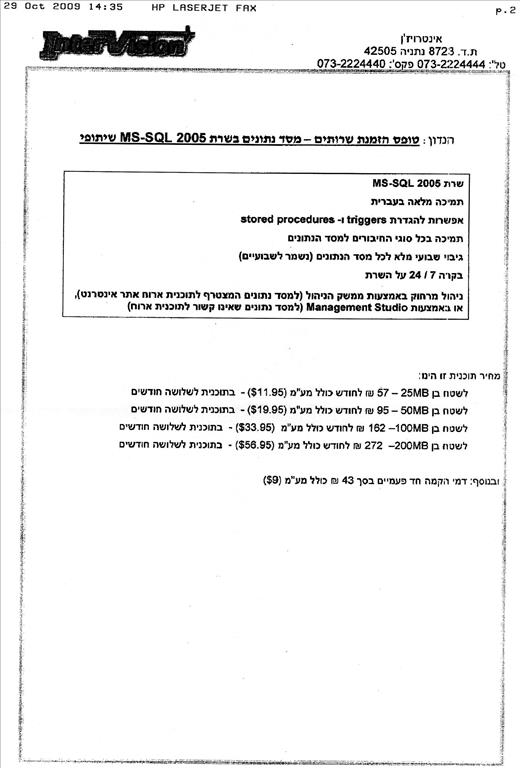 29 Oct 2009 14:35 HP LASERJET FAX p.2
InterVision
אינטרויז'ן
ת.ד. 8723 נתניה 42505
טל': 073-2224444 פקס': 073-2224440
הנדון: טופס הזמנת שרותים – מסד נתונים בשרת MS-SQL 2005 שיתופי
שרת MS-SQL 2005
תמיכה מלאה בעברית
אפשרות להגדרת triggers ו- stored procedures
תמיכה בכל סוגי החיבורים למסד הנתונים
גיבוי שבועי מלא לכל מסד הנתונים (נשמר לשבועיים)
בקרה 24 / 7 על השרת
ניהול מרחוק באמצעות ממשק הניהול (למסד נתונים המצטרף לתוכנית ארוח אתר אינטרנט),
או באמצעות Management Studio (למסד נתונים שאינו קשור לתוכנית ארוח)
מחיר תוכנית זו הינו:
לשטח בן 25MB – 57 ₪ לחודש כולל מע"מ ($11.95) - בתוכנית לשלושה חודשים
לשטח בן 50MB – 95 ₪ לחודש כולל מע"מ ($19.95) - בתוכנית לשלושה חודשים
לשטח בן 100MB– 162 ₪ לחודש כולל מע"מ ($33.95) - בתוכנית לשלושה חודשים
לשטח בן 200MB– 272 ₪ לחודש כולל מע"מ ($56.95) - בתוכנית לשלושה חודשים
ובנוסף: דמי הקמה חד פעמיים בסך 43 ₪ כולל מע"מ ($9)